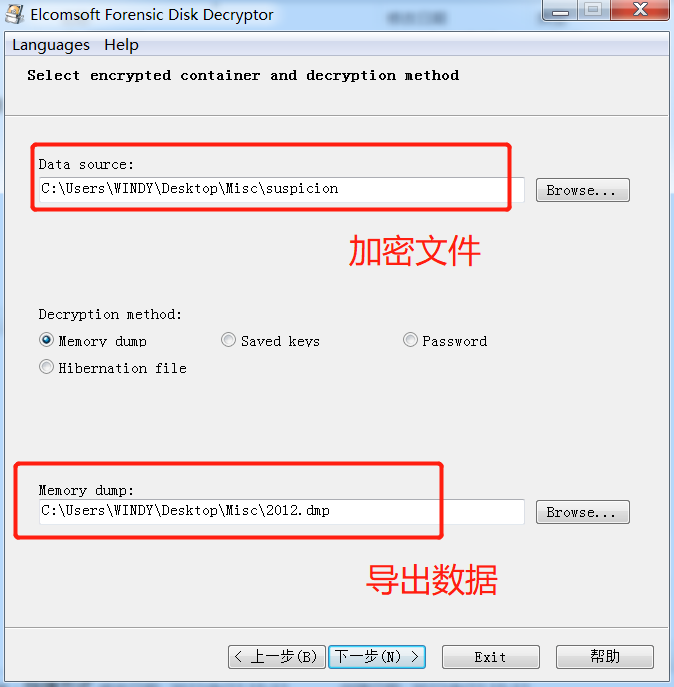 Elcomsoft Forensic Disk Decryptor
Languages Help
Select encrypted container and decryption method
Data source:
C:\Users\WINDY\Desktop\Misc\suspicion
Browse...
加密文件
Decryption method:
Memory dump
Saved keys
Password
Hibernation file
Memory dump:
C:\Users\WINDY\Desktop\Misc\2012.dmp
Browse...
导出数据
< 上一步(B)
下一步(N) >
Exit
帮助